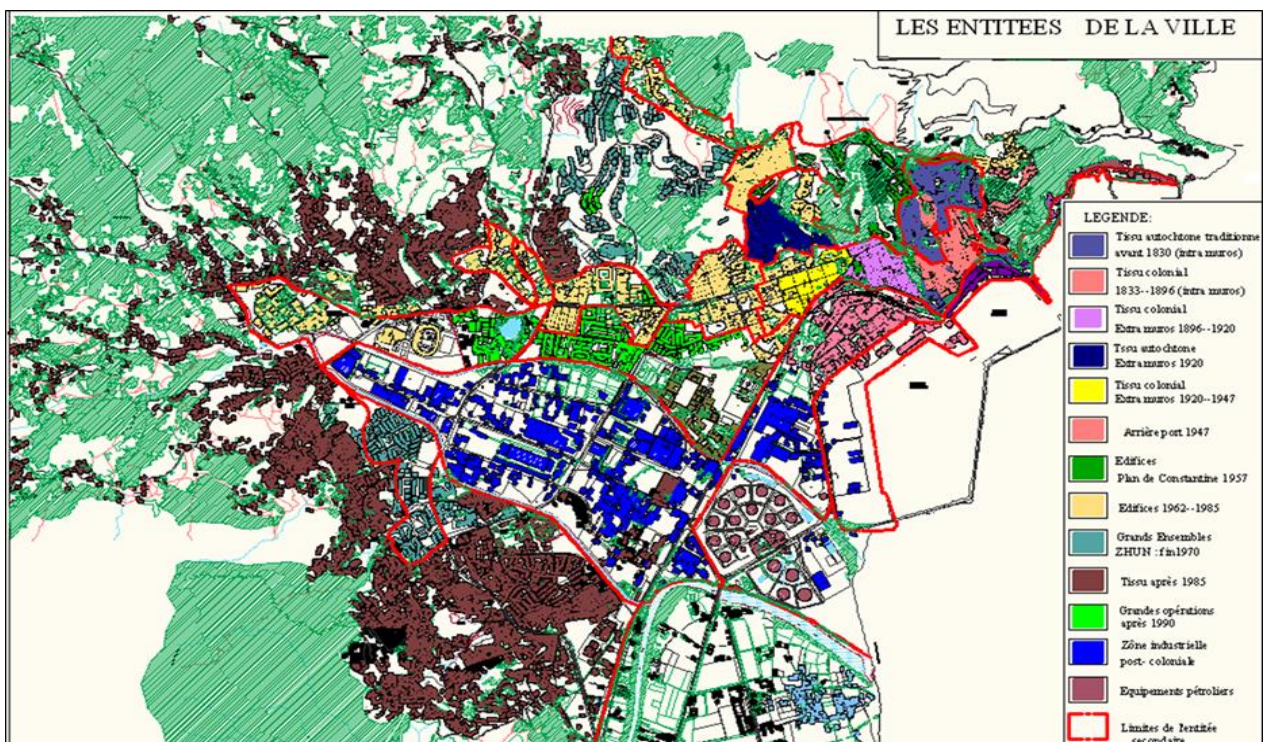 LES ENTITEES DE LA VILLE
LEGENDE:
Tissu autochtone traditionne
avant 1830 (intra muros)
Tissu colonial
1833--1896 (intra muros)
Tissu colonial
Extra muros 1896--1920
Tssu autochtone
Extra muros 1920
Tissu colonial
Extra muros 1920--1947
Arrière port 1947
Edifices
Plan de Constantine 1957
Edifices 1962--1985
Grands Ensembles
ZHUN : fin1970
Tissu après 1985
Grandes opérations
après 1990
Zône industrielle
post- coloniale
Equipements pétroliers
Limites de l'entitée
secondaire